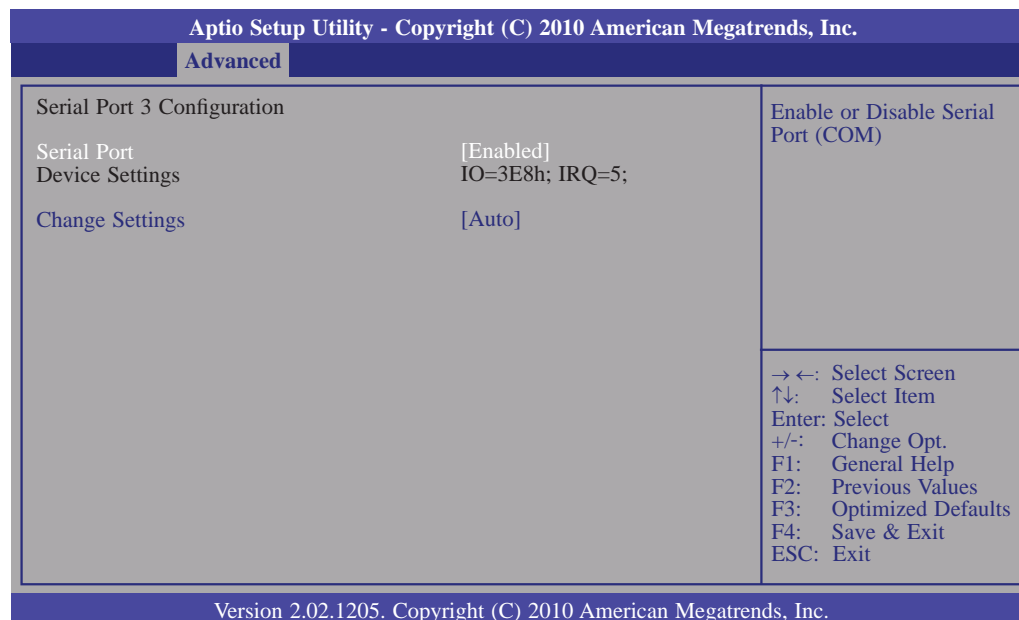 Aptio Setup Utility - Copyright (C) 2010 American Megatrends, Inc.
Advanced
Serial Port 3 Configuration
Serial Port [Enabled]
Device Settings IO=3E8h; IRQ=5;
Change Settings [Auto]
Enable or Disable Serial
Port (COM)
→ ←: Select Screen
↑↓: Select Item
Enter: Select
+/-: Change Opt.
F1: General Help
F2: Previous Values
F3: Optimized Defaults
F4: Save & Exit
ESC: Exit
Version 2.02.1205. Copyright (C) 2010 American Megatrends, Inc.